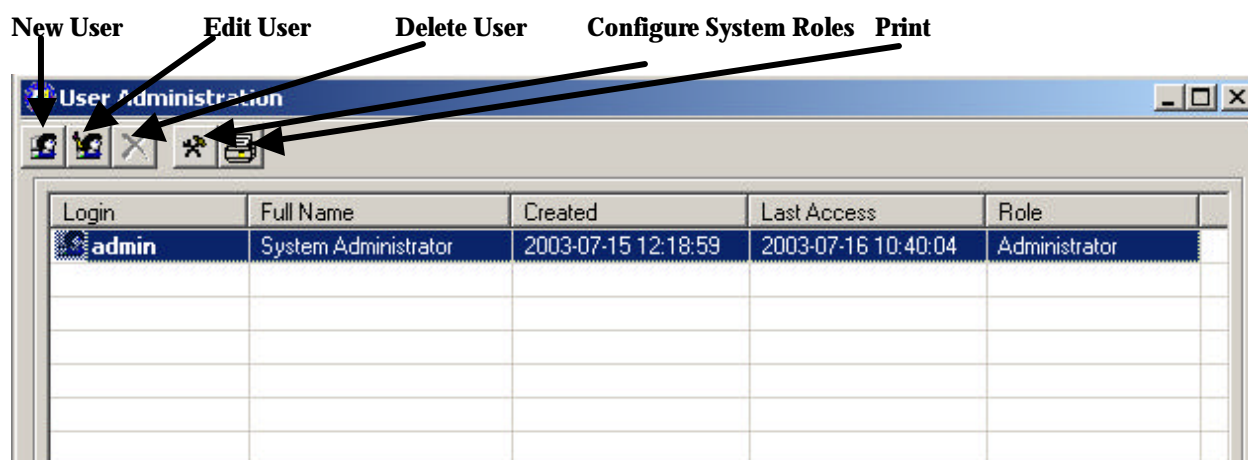 New User Edit User Delete User Configure System Roles Print
User Administration
Login Full Name Created Last Access Role
admin System Administrator 2003-07-15 12:18:59 2003-07-16 10:40:04 Administrator